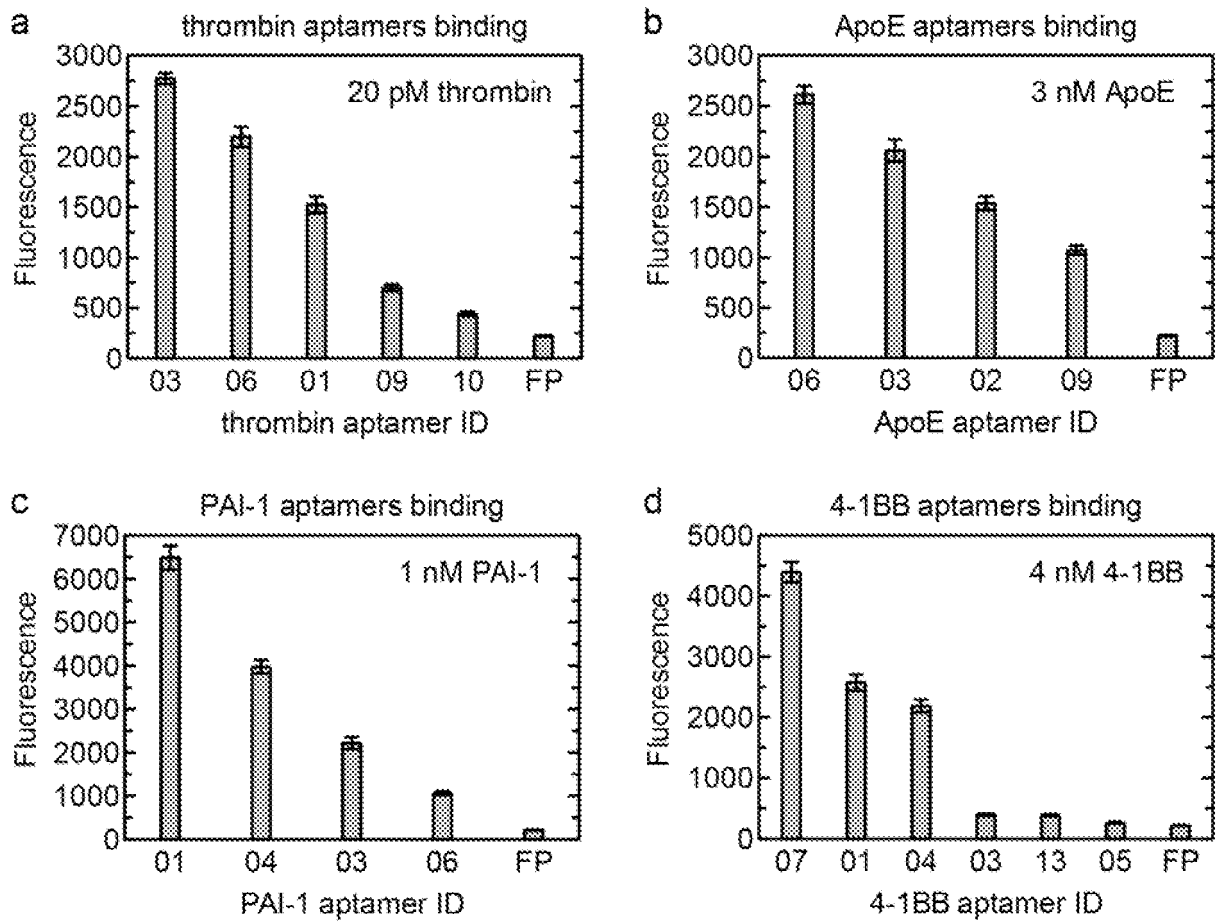 a thrombin aptamers binding
3000
2500
2000
1500
1000
500
0
Fluorescence
20 pM thrombin
03 06 01 09 10 FP
thrombin aptamer ID
b ApoE aptamers binding
3000
2500
2000
1500
1000
500
0
Fluorescence
3 nM ApoE
06 03 02 09 FP
ApoE aptamer ID
c PAI-1 aptamers binding
7000
6000
5000
4000
3000
2000
1000
0
Fluorescence
1 nM PAI-1
01 04 03 06 FP
PAI-1 aptamer ID
d 4-1BB aptamers binding
5000
4000
3000
2000
1000
0
Fluorescence
4 nM 4-1BB
07 01 04 03 13 05 FP
4-1BB aptamer ID